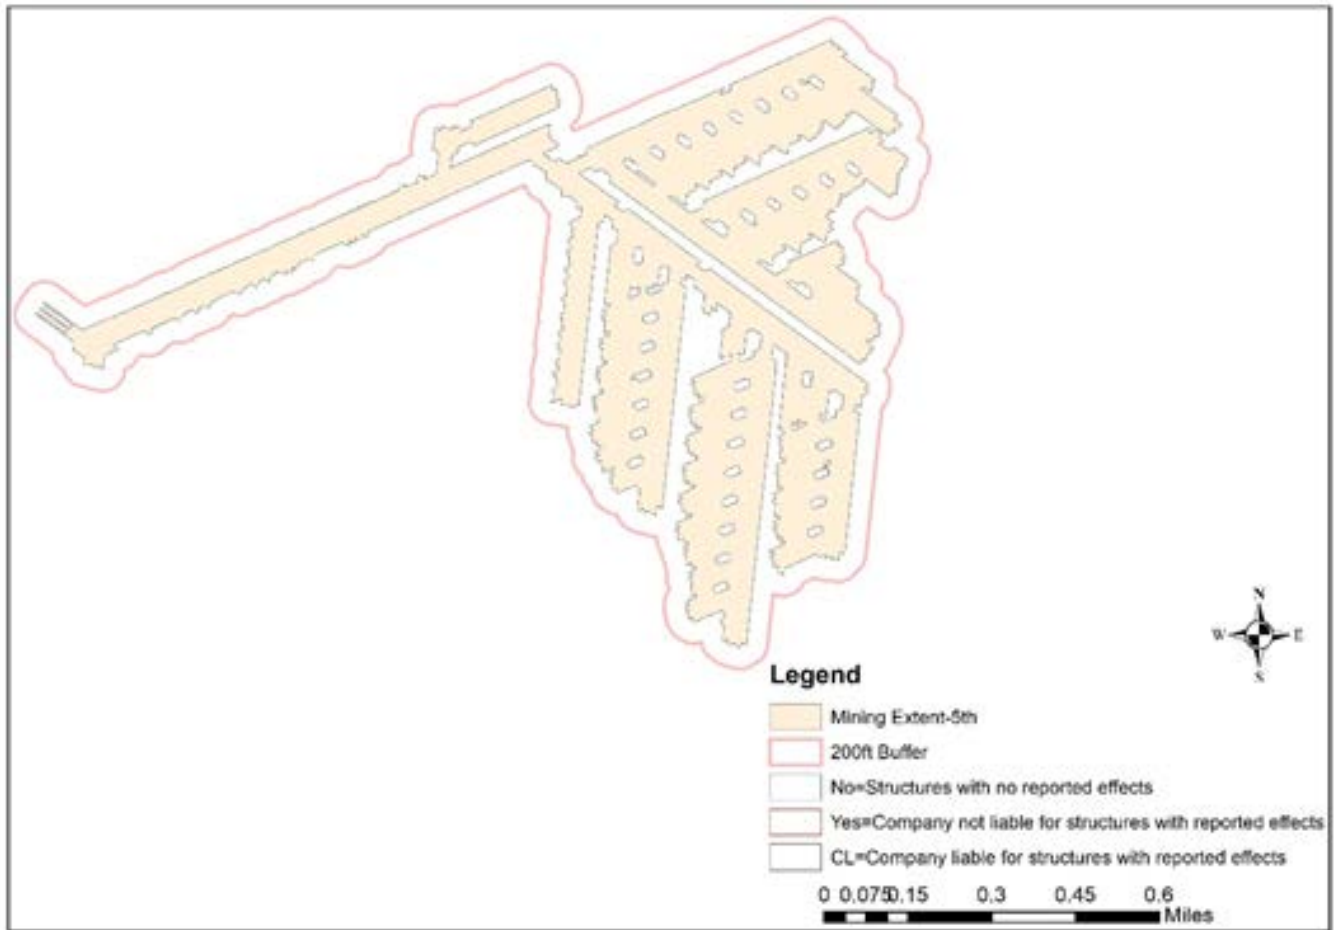 N
W E
S
Legend
Mining Extent-5th
200ft Buffer
No=Structures with no reported effects
Yes=Company not liable for structures with reported effects
CL=Company liable for structures with reported effects
0 0.075 0.15 0.3 0.45 0.6
Miles